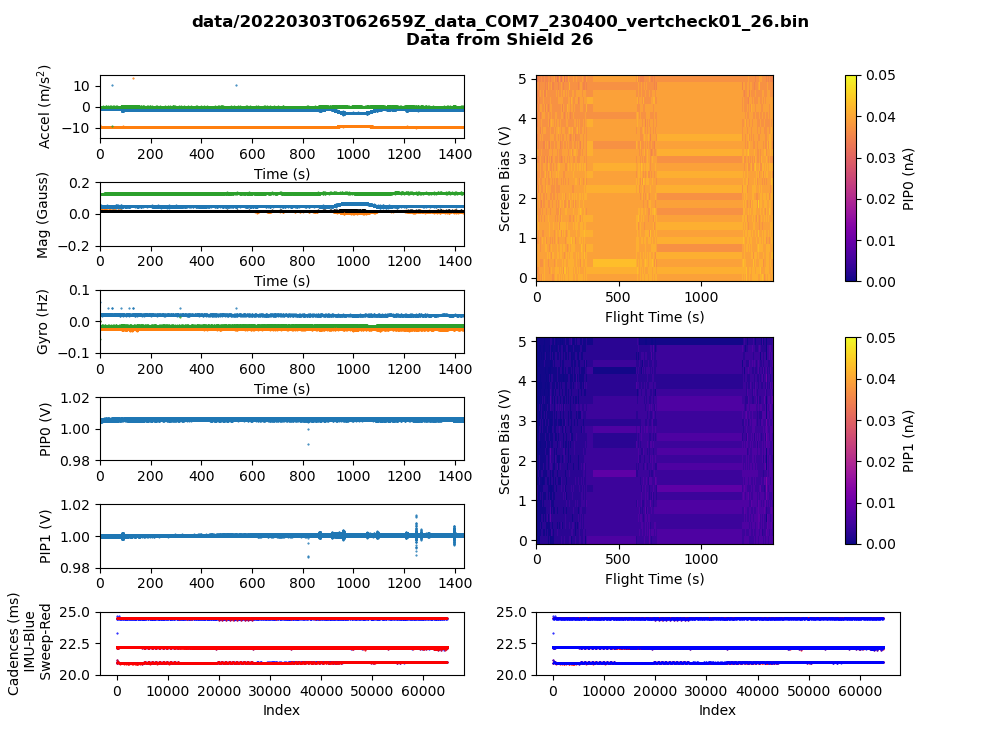 data/20220303T062659Z_data_COM7_230400_vertcheck01_26.bin
Data from Shield 26
Accel (m/s²)
10
0
−10
0 200 400 600 800 1000 1200 1400
Time (s)
Mag (Gauss)
0.2
0.0
−0.2
0 200 400 600 800 1000 1200 1400
Time (s)
Gyro (Hz)
0.1
0.0
−0.1
0 200 400 600 800 1000 1200 1400
Time (s)
PIP0 (V)
1.02
1.00
0.98
0 200 400 600 800 1000 1200 1400
PIP1 (V)
1.02
1.00
0.98
0 200 400 600 800 1000 1200 1400
Cadences (ms)
IMU-Blue
Sweep-Red
25.0
22.5
20.0
0 10000 20000 30000 40000 50000 60000
Index
Screen Bias (V)
5
4
3
2
1
0
0 500 1000
Flight Time (s)
0.05
0.04
0.03
0.02
0.01
0.00
PIP0 (nA)
Screen Bias (V)
5
4
3
2
1
0
0 500 1000
Flight Time (s)
0.05
0.04
0.03
0.02
0.01
0.00
PIP1 (nA)
25.0
22.5
20.0
0 10000 20000 30000 40000 50000 60000
Index